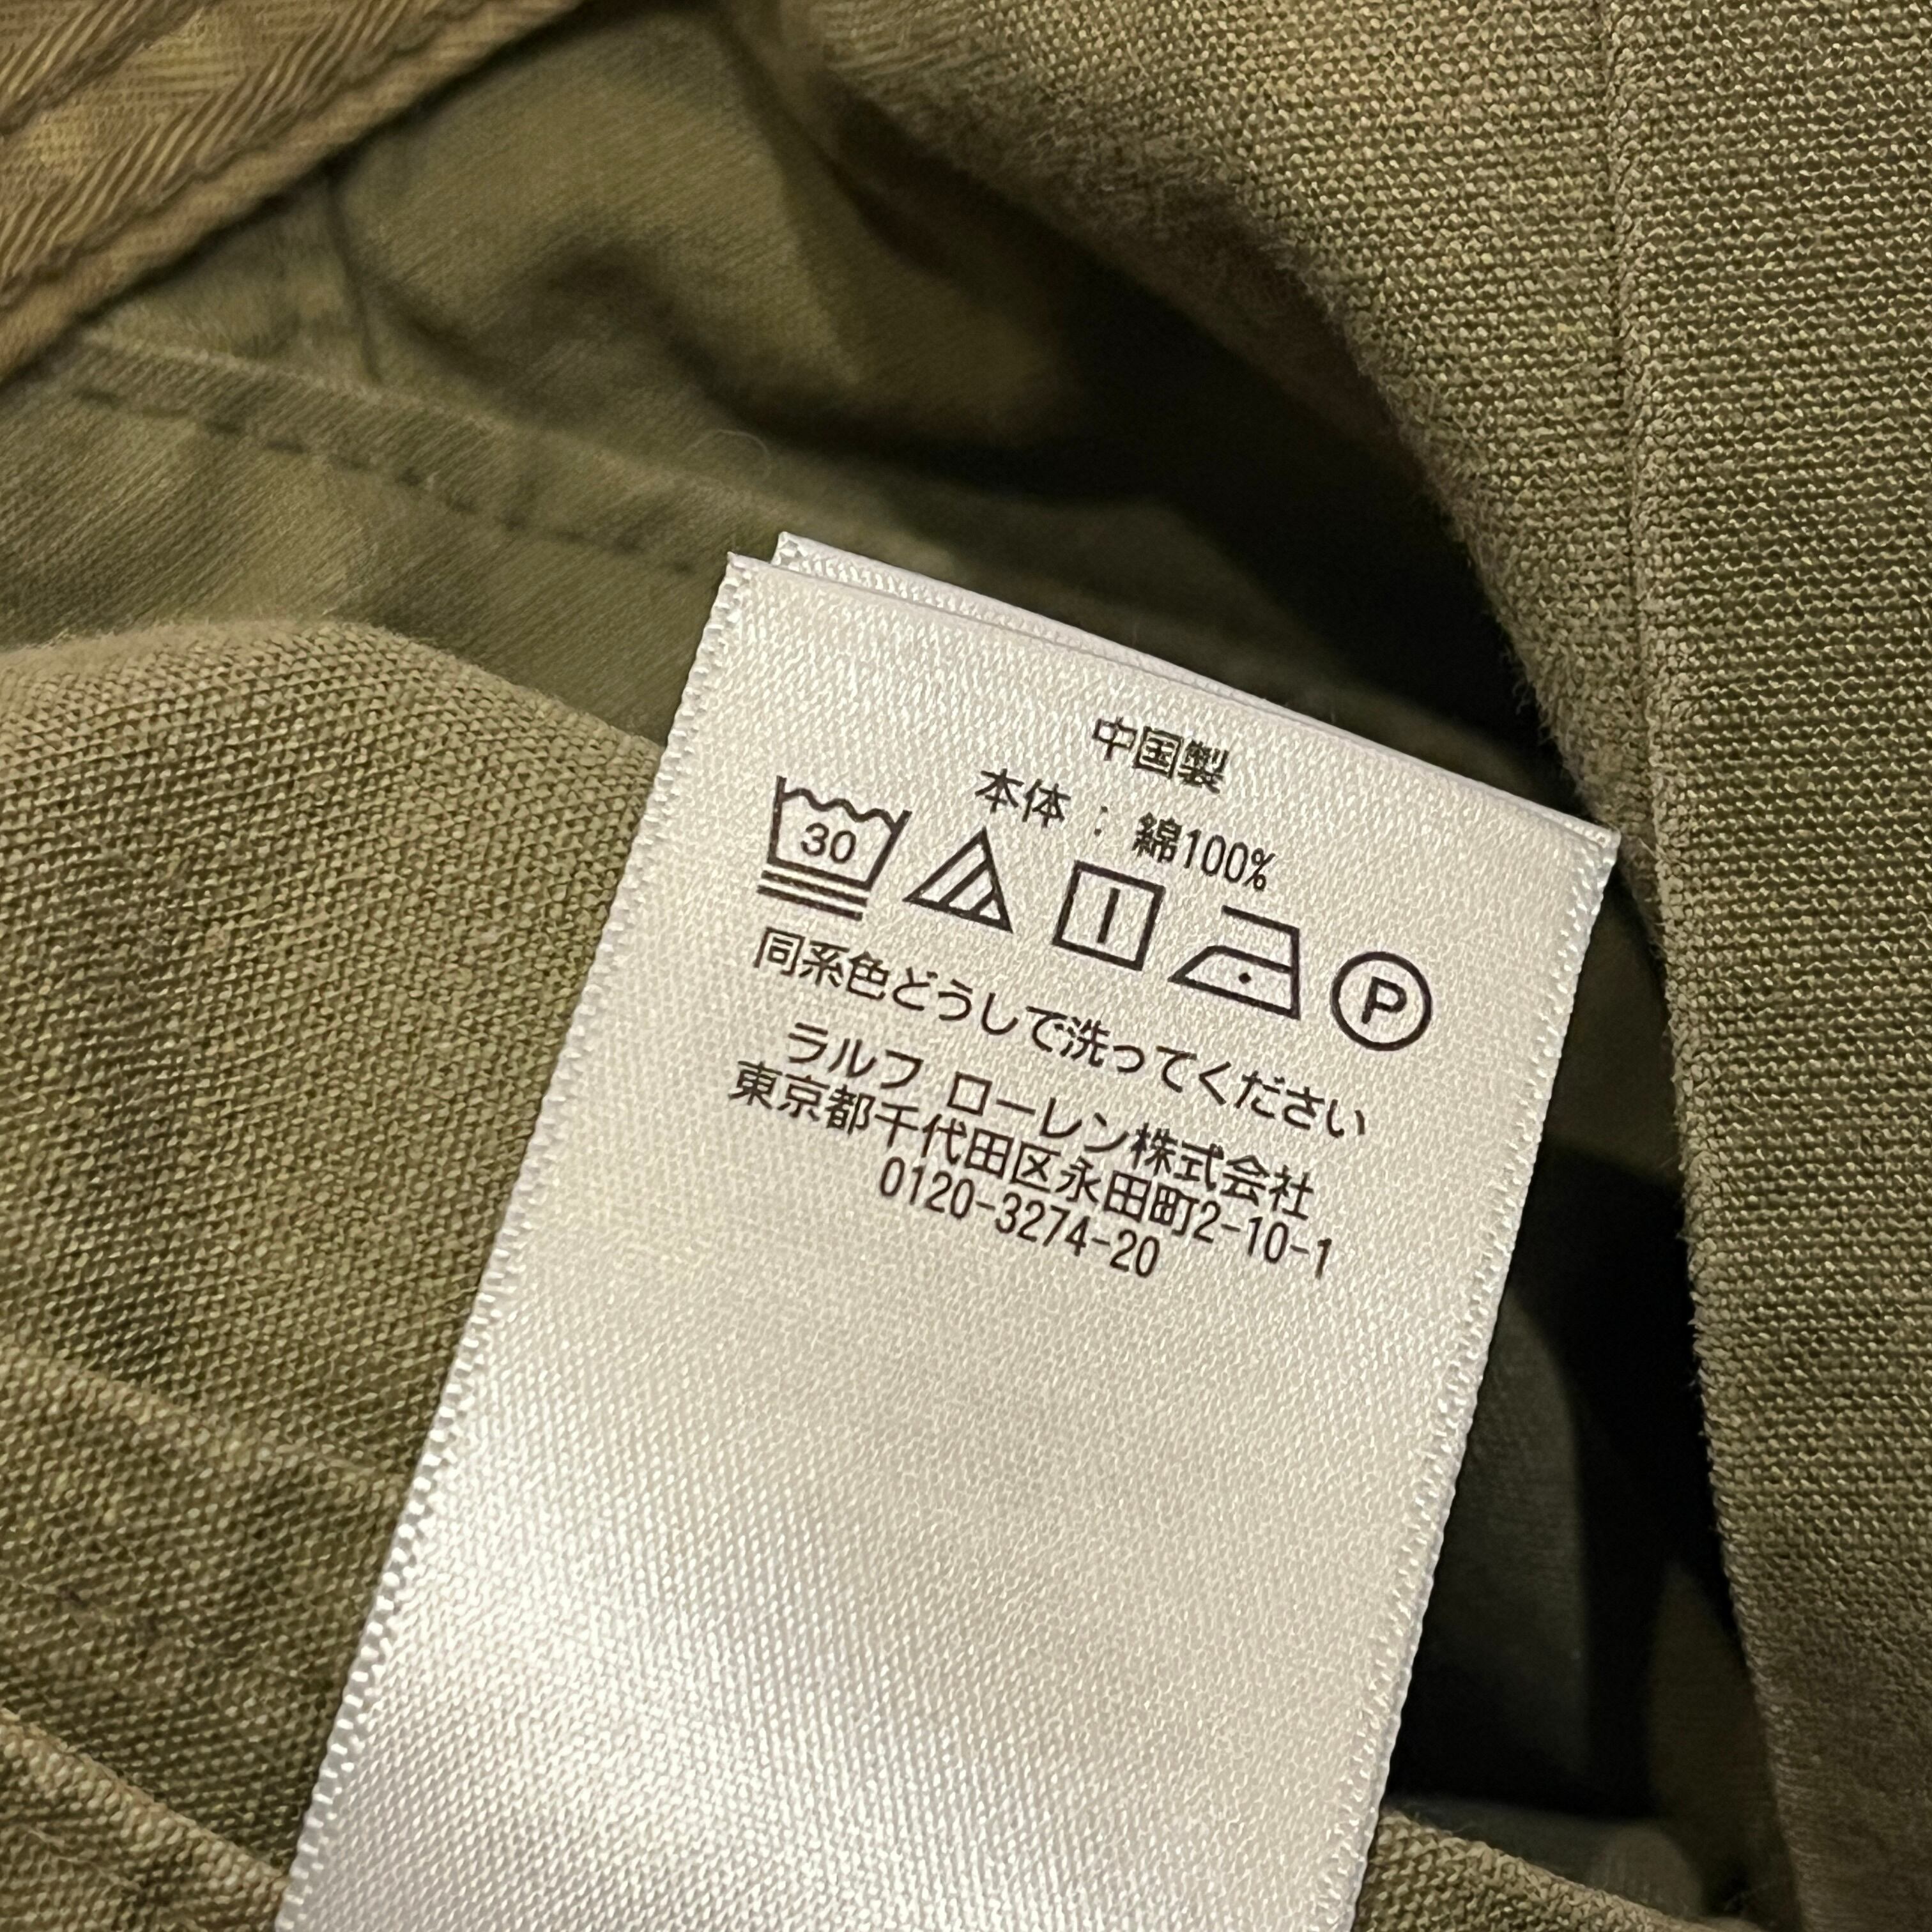 中国製
本体：綿100%
30
P
同系色どうしで洗ってください
ラルフ ローレン株式会社
東京都千代田区永田町2-10-1
0120-3274-20